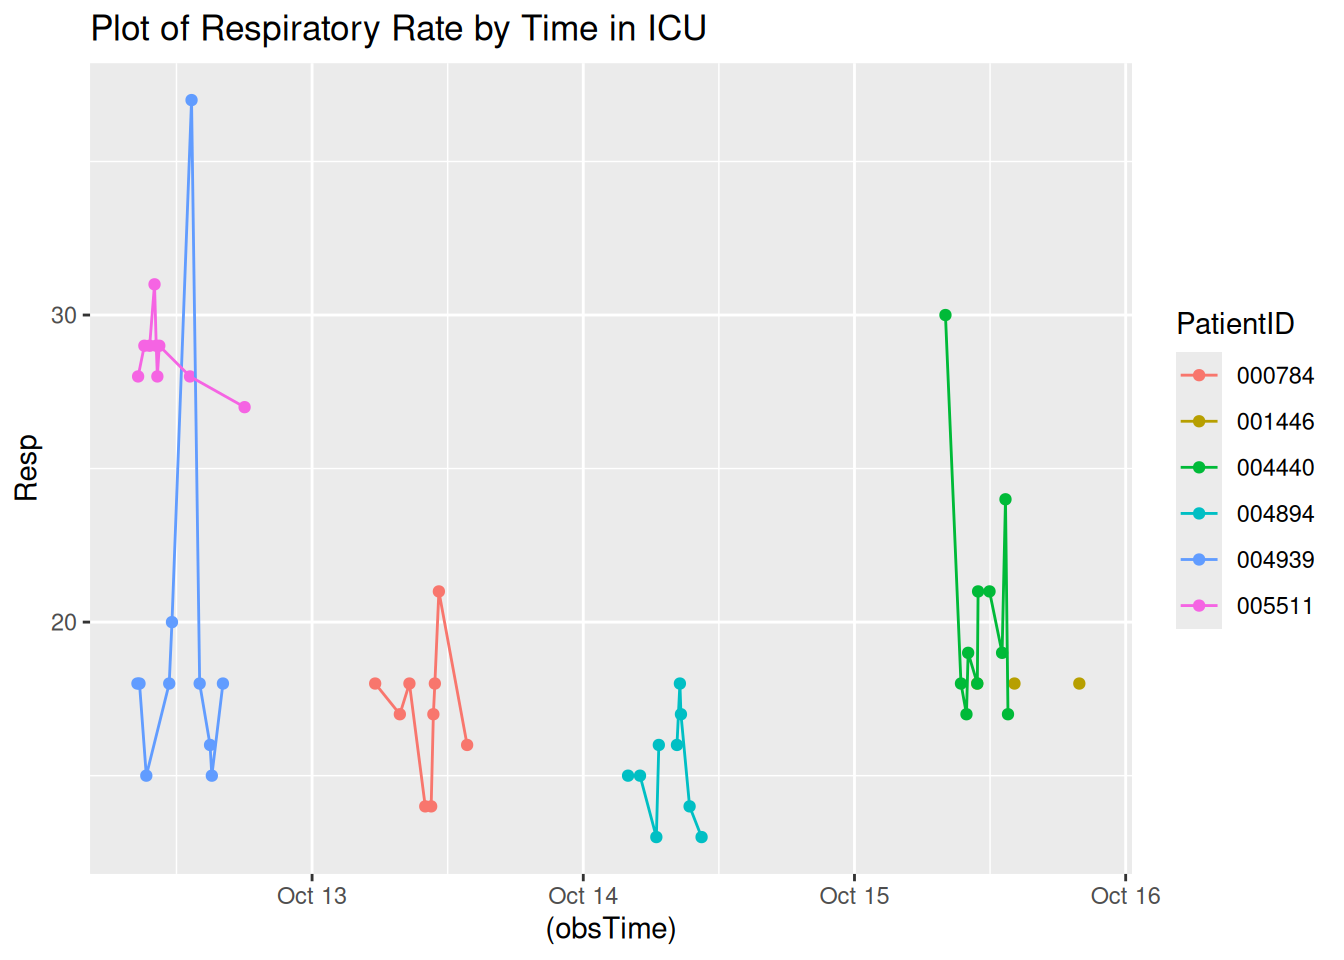 Plot of Respiratory Rate by Time in ICU
Resp
30
20
Oct 13
Oct 14
Oct 15
Oct 16
(obsTime)
PatientID
000784
001446
004440
004894
004939
005511